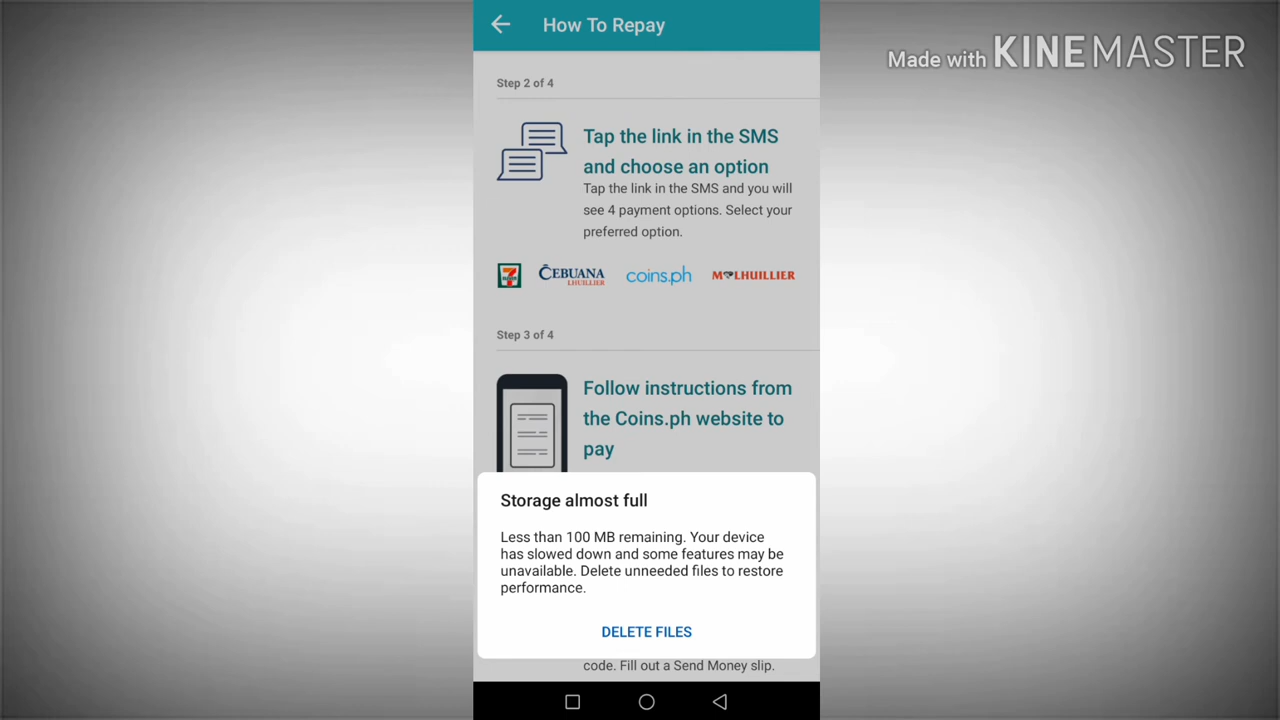 How To Repay
Made with KINEMASTER
Step 2 of 4
Tap the link in the SMS
and choose an option
Tap the link in the SMS and you will
see 4 payment options. Select your
preferred option.
7 ELEVEN CEBUANA LHUILLIER coins.ph MLHUILLIER
Step 3 of 4
Follow instructions from
the Coins.ph website to
pay
Storage almost full
Less than 100 MB remaining. Your device
has slowed down and some features may be
unavailable. Delete unneeded files to restore
performance.
DELETE FILES
code. Fill out a Send Money slip.